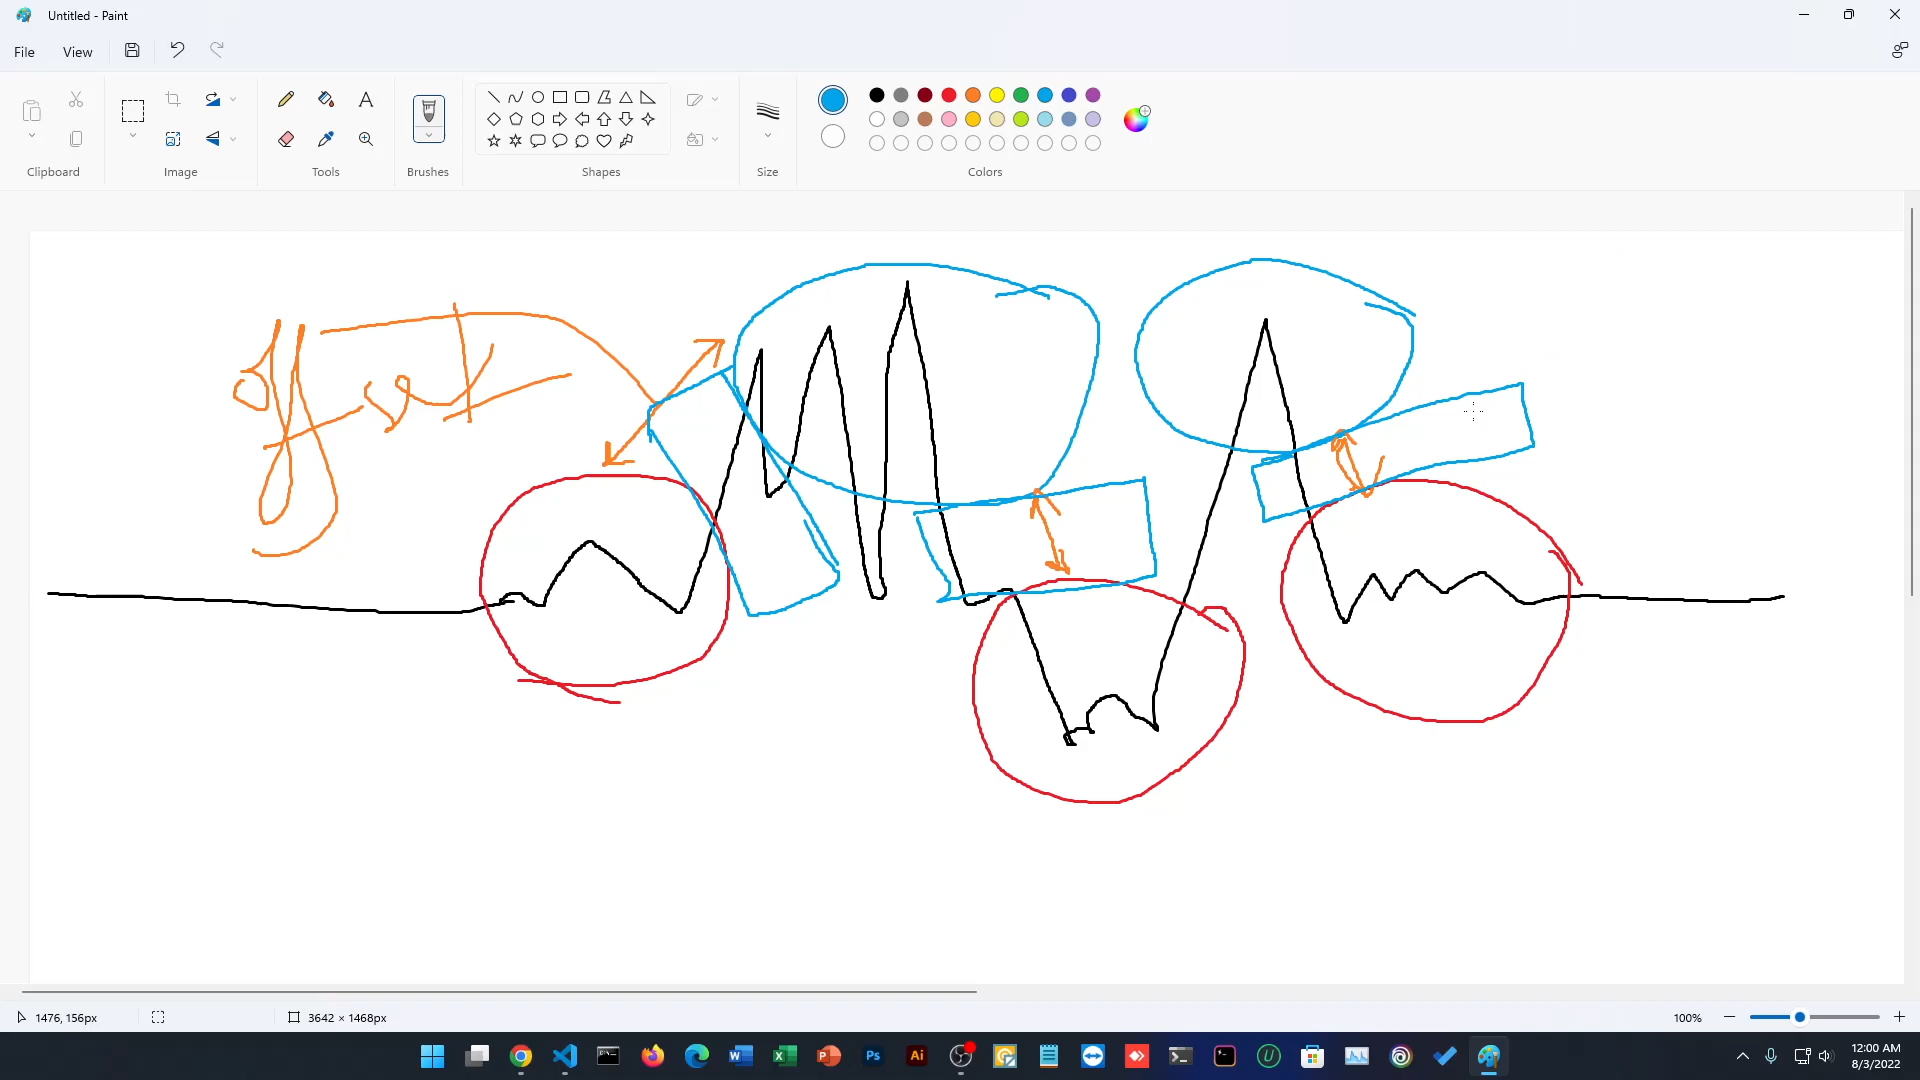 Untitled - Paint
File
View
Clipboard
Image
Tools
Brushes
Shapes
Size
Colors
1476, 156px
3642 × 1468px
100%
12:00 AM
8/3/2022